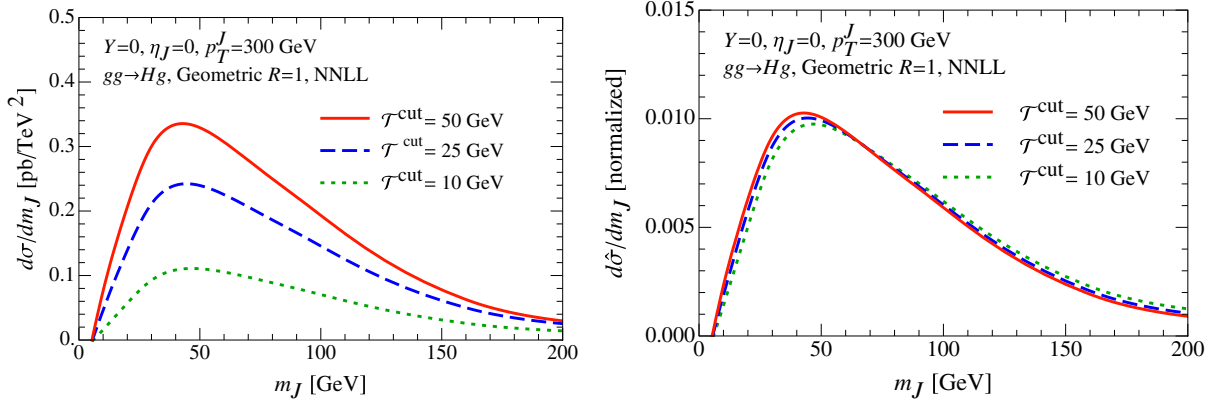 0.5
0.4
0.3
0.2
0.1
0.
0 50 100 150 200
dσ/dm_J [pb/TeV^2]
m_J [GeV]
Y=0, η_J=0, p_T^J=300 GeV
gg→Hg, Geometric R=1, NNLL
𝒯^cut = 50 GeV
𝒯^cut = 25 GeV
𝒯^cut = 10 GeV
0.015
0.010
0.005
0.000
0 50 100 150 200
dσ̂/dm_J [normalized]
m_J [GeV]
Y=0, η_J=0, p_T^J=300 GeV
gg→Hg, Geometric R=1, NNLL
𝒯^cut = 50 GeV
𝒯^cut = 25 GeV
𝒯^cut = 10 GeV